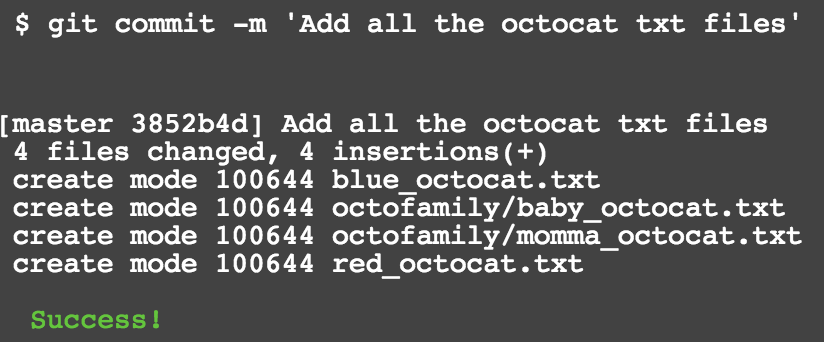 $ git commit -m 'Add all the octocat txt files'
[master 3852b4d] Add all the octocat txt files
4 files changed, 4 insertions(+)
create mode 100644 blue_octocat.txt
create mode 100644 octofamily/baby_octocat.txt
create mode 100644 octofamily/momma_octocat.txt
create mode 100644 red_octocat.txt
Success!